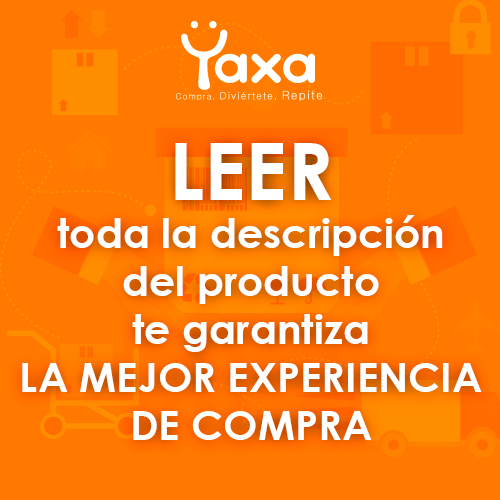 Yaxa
Compra. Diviértete. Repite.
LEER
toda la descripción
del producto
te garantiza
LA MEJOR EXPERIENCIA
DE COMPRA